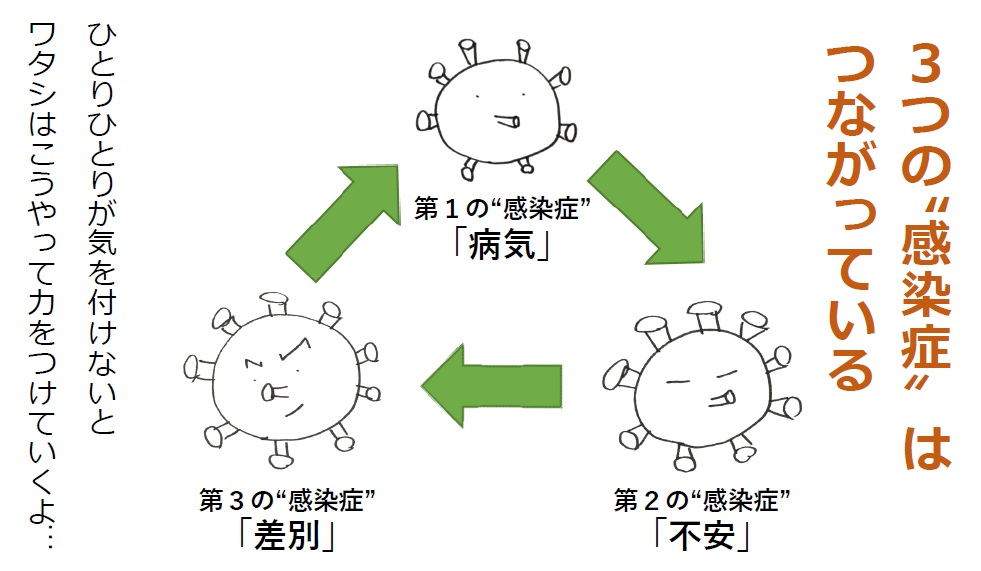 ３つの〝感染症〟は
つながっている
第１の“感染症”
「病気」
第２の“感染症”
「不安」
第３の“感染症”
「差別」
ひとりひとりが気を付けないと
ワタシはこうやって力をつけていくよ…